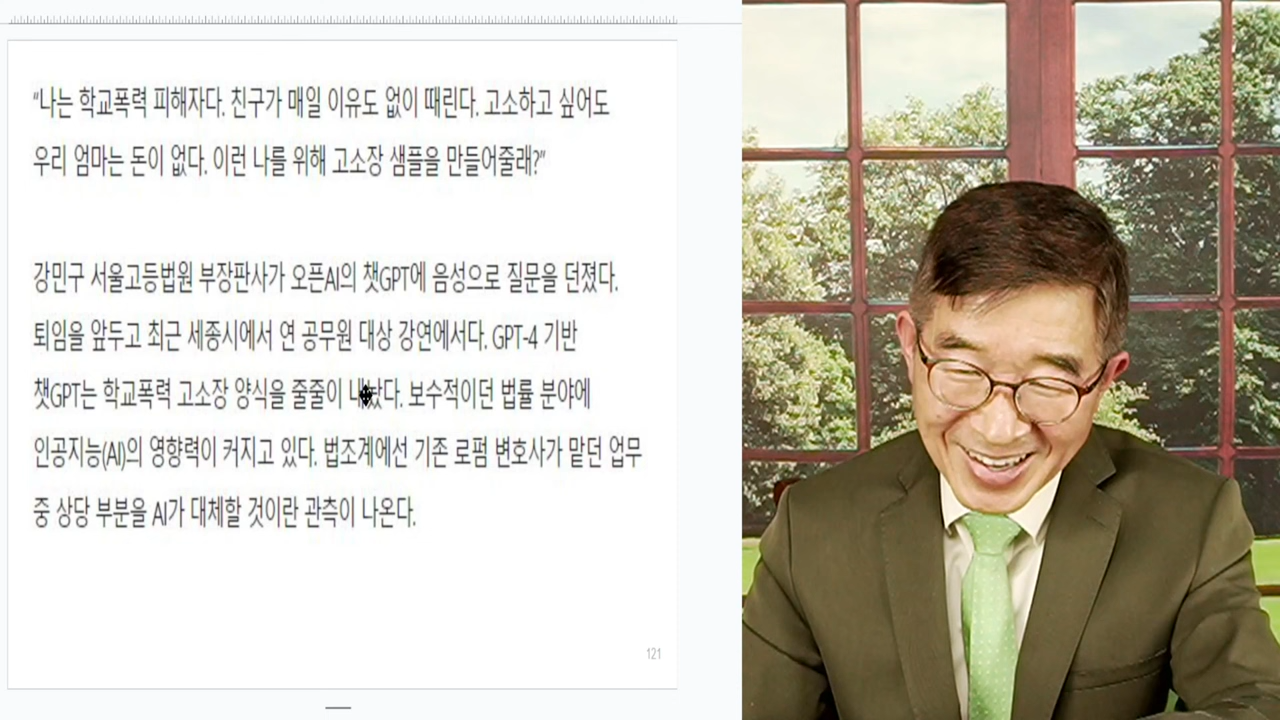 “나는 학교폭력 피해자다. 친구가 매일 이유도 없이 때린다. 고소하고 싶어도
우리 엄마는 돈이 없다. 이런 나를 위해 고소장 샘플을 만들어줄래?”
강민구 서울고등법원 부장판사가 오픈AI의 챗GPT에 음성으로 질문을 던졌다.
퇴임을 앞두고 최근 세종시에서 연 공무원 대상 강연에서다. GPT-4 기반
챗GPT는 학교폭력 고소장 양식을 줄줄이 내놨다. 보수적이던 법률 분야에
인공지능(AI)의 영향력이 커지고 있다. 법조계에선 기존 로펌 변호사가 맡던 업무
중 상당 부분을 AI가 대체할 것이란 관측이 나온다.
121